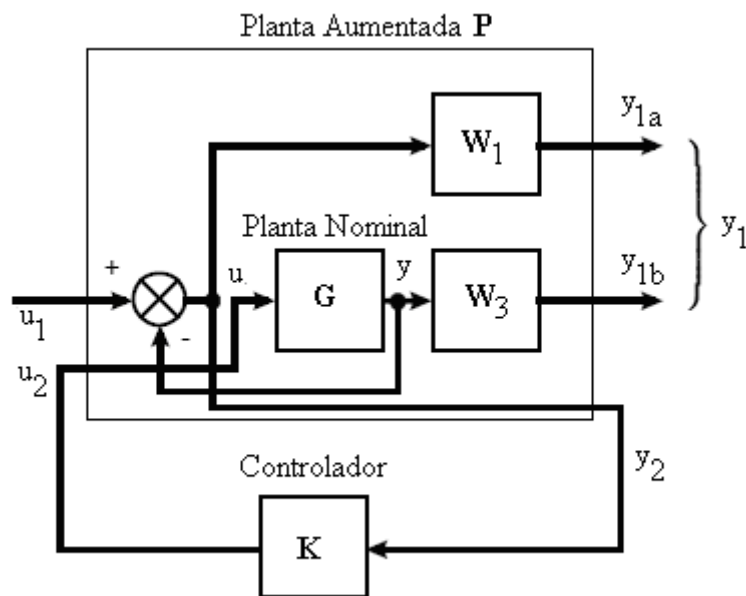 Planta Aumentada P
y1a
W1
y1
Planta Nominal
+
u
G
y
W3
y1b
u1
-
u2
y2
Controlador
K